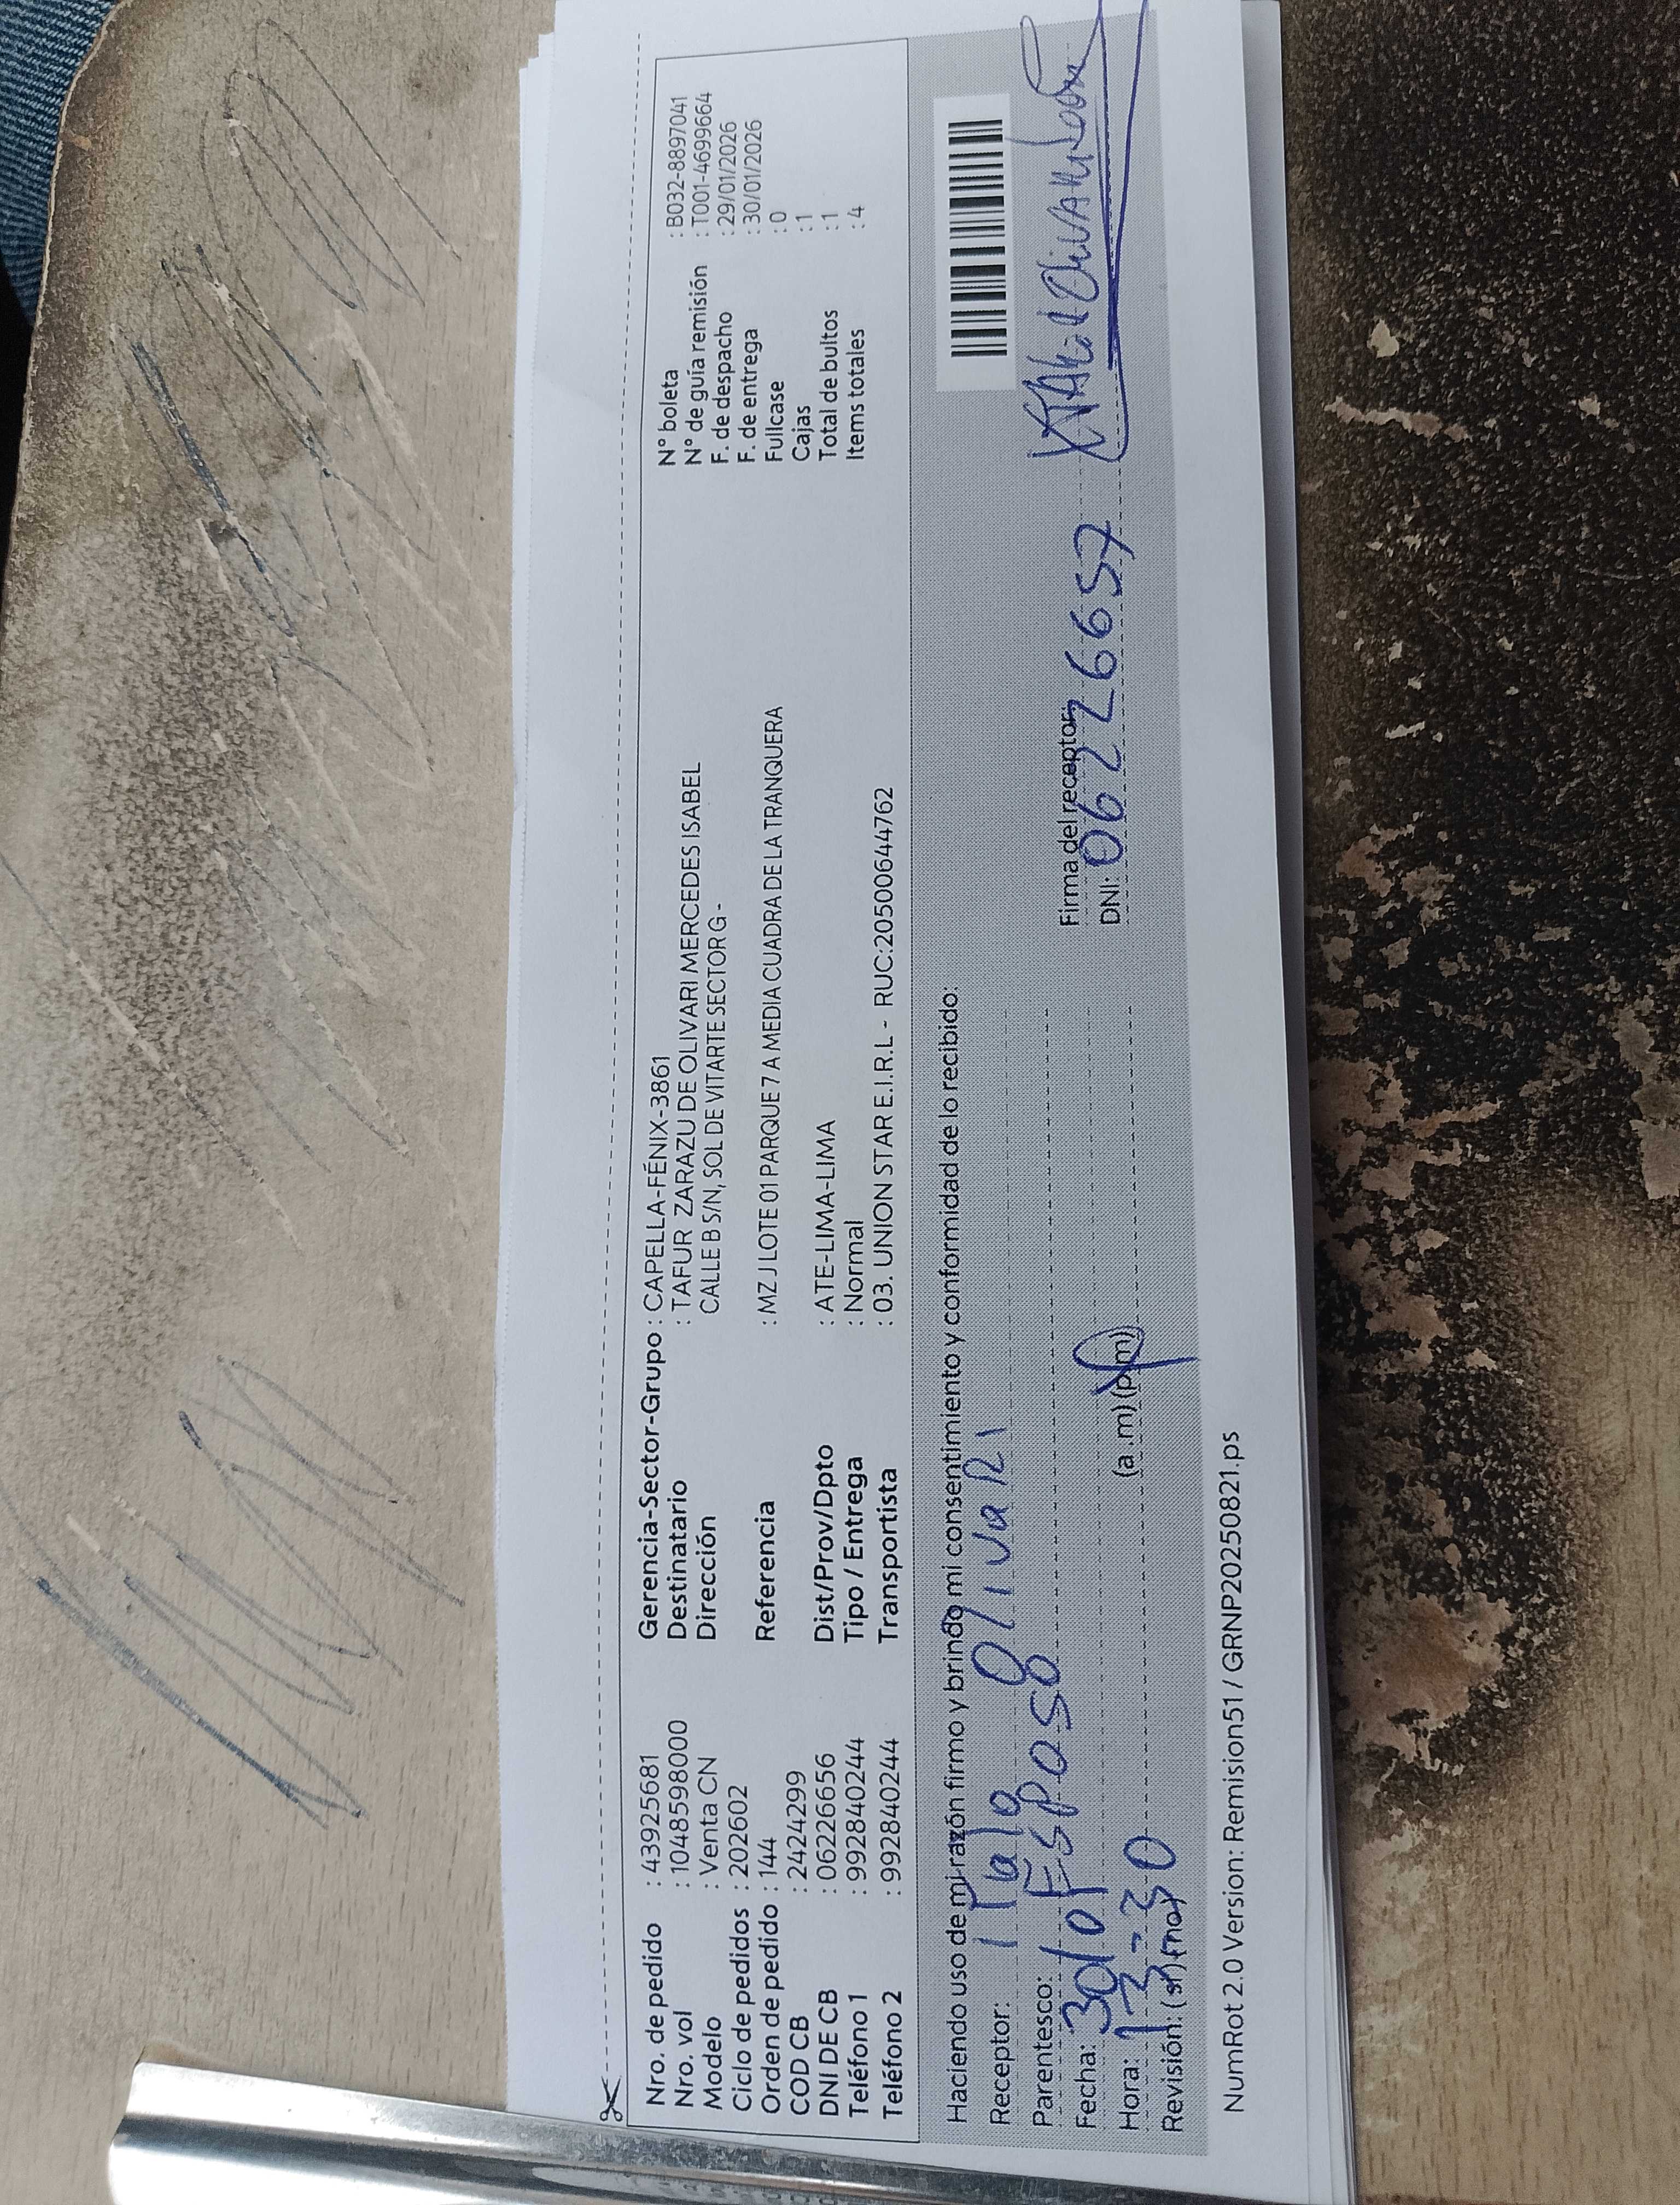 Nro. de pedido : 43925681
Nro. vol : 1048598000
Modelo : Venta CN
Ciclo de pedidos : 202602
Orden de pedido : 144
COD CB : 2424299
DNI DE CB : 06226656
Teléfono 1 : 992840244
Teléfono 2 : 992840244
Gerencia-Sector-Grupo : CAPELLA-FÉNIX-3861
Destinatario : TAFUR ZARAZU DE OLIVARI MERCEDES ISABEL
Dirección CALLE B S/N, SOL DE VITARTE SECTOR G -
Referencia : MZ J LOTE 01 PARQUE 7 A MEDIA CUADRA DE LA TRANQUERA
Dist/Prov/Dpto : ATE-LIMA-LIMA
Tipo / Entrega : Normal
Transportista : 03. UNION STAR E.I.R.L - RUC:20500644762
N° boleta : B032-8897041
N° de guía remisión : T001-4699664
F. de despacho : 29/01/2026
F. de entrega : 30/01/2026
Fullcase : 0
Cajas : 1
Total de bultos : 1
Items totales : 4
Haciendo uso de mi razón firmo y brindo mi consentimiento y conformidad de lo recibido:
Receptor: Italo Olivari
Parentesco: Esposo
Fecha:
Hora: 13-30 (a.m) (p.m)
Revisión: (si) (no)
Firma del receptor:
DNI: 06226657
NumRot 2.0 Version: Remision51 / GRNP20250821.ps